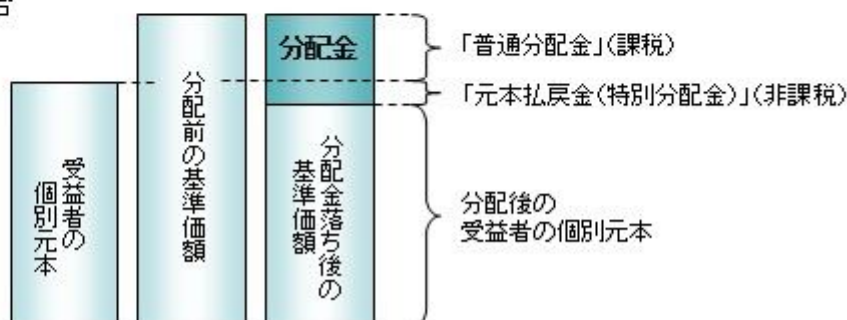 受益者の
個別元本
分配前の基準価額
分配金
分配金落ち後の
基準価額
「普通分配金」(課税)
「元本払戻金(特別分配金)」(非課税)
分配後の
受益者の個別元本